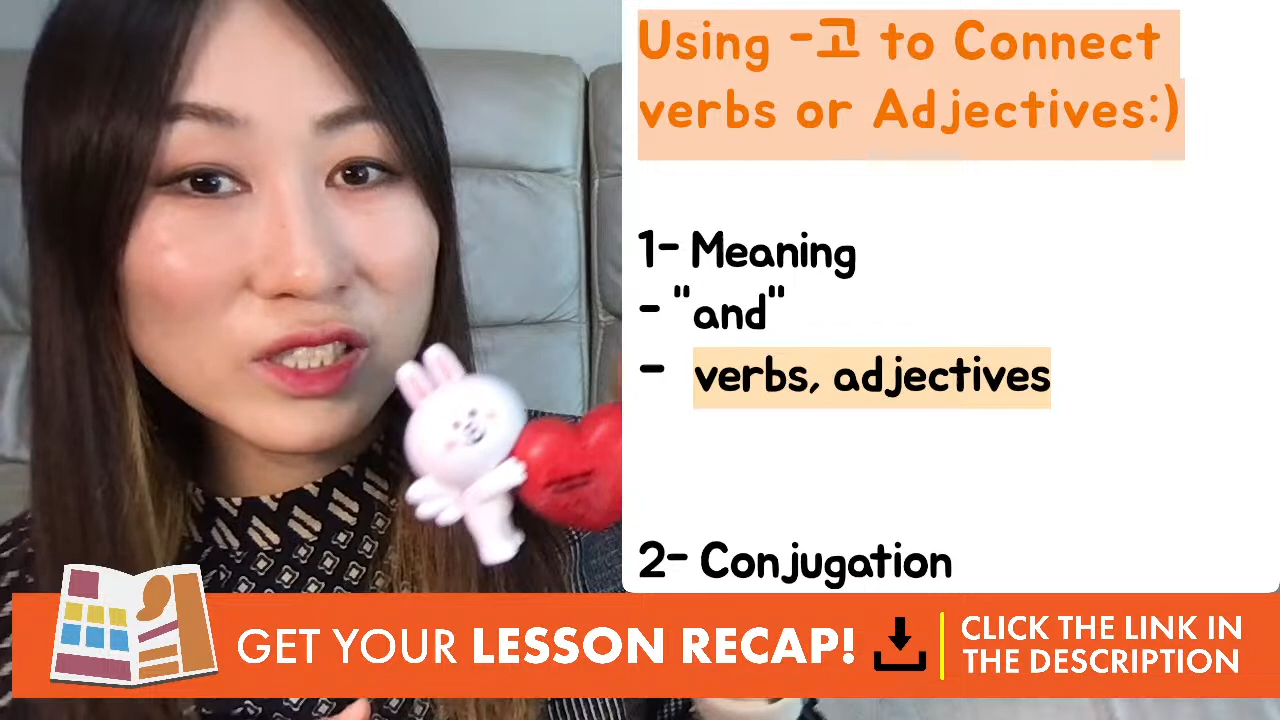 Using -고 to Connect
verbs or Adjectives:)
1- Meaning
- "and"
- verbs, adjectives
2- Conjugation
GET YOUR LESSON RECAP!
CLICK THE LINK IN
THE DESCRIPTION